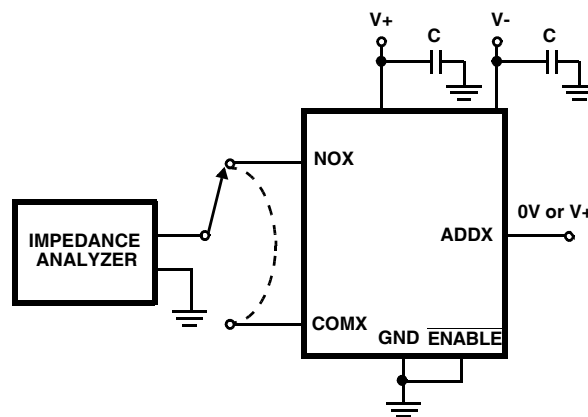 V+
C
V-
C
NOX
0V or V+
ADDX
IMPEDANCE
ANALYZER
COMX
GND
ENABLE